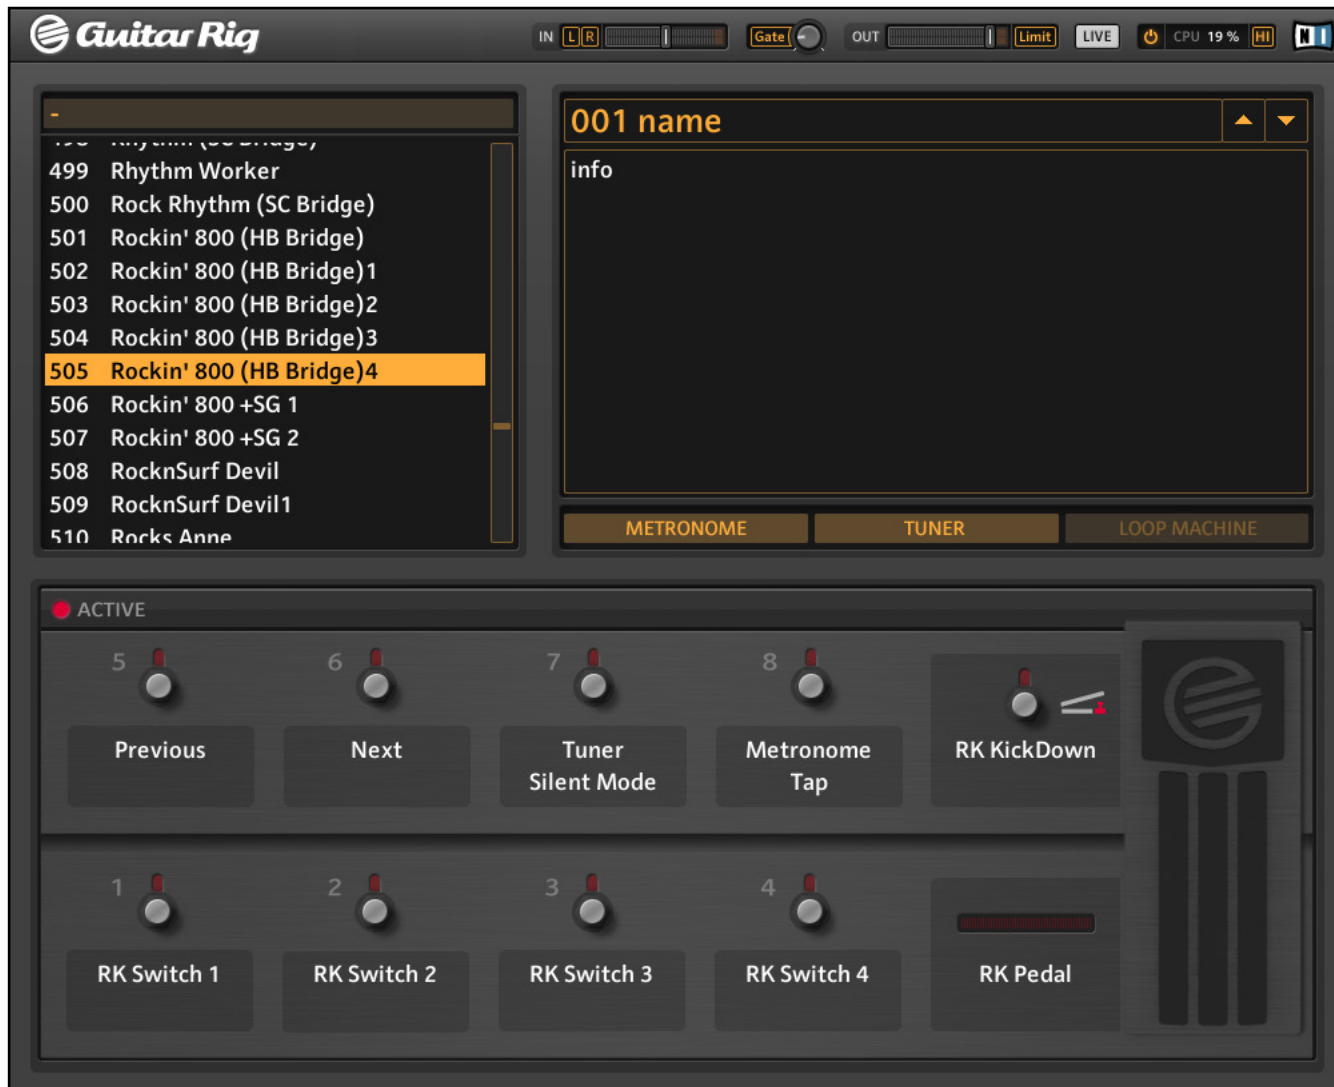 Guitar Rig
IN L R Gate OUT Limit LIVE CPU 19 % HI NI
-
498 Rhythm (SC Bridge)
499 Rhythm Worker
500 Rock Rhythm (SC Bridge)
501 Rockin' 800 (HB Bridge)
502 Rockin' 800 (HB Bridge)1
503 Rockin' 800 (HB Bridge)2
504 Rockin' 800 (HB Bridge)3
505 Rockin' 800 (HB Bridge)4
506 Rockin' 800 +SG 1
507 Rockin' 800 +SG 2
508 RocknSurf Devil
509 RocknSurf Devil1
510 Rocks Anne
001 name
info
METRONOME TUNER LOOP MACHINE
ACTIVE
5 6 7 8
Previous Next Tuner Metronome RK KickDown
Silent Mode Tap
1 2 3 4
RK Switch 1 RK Switch 2 RK Switch 3 RK Switch 4 RK Pedal